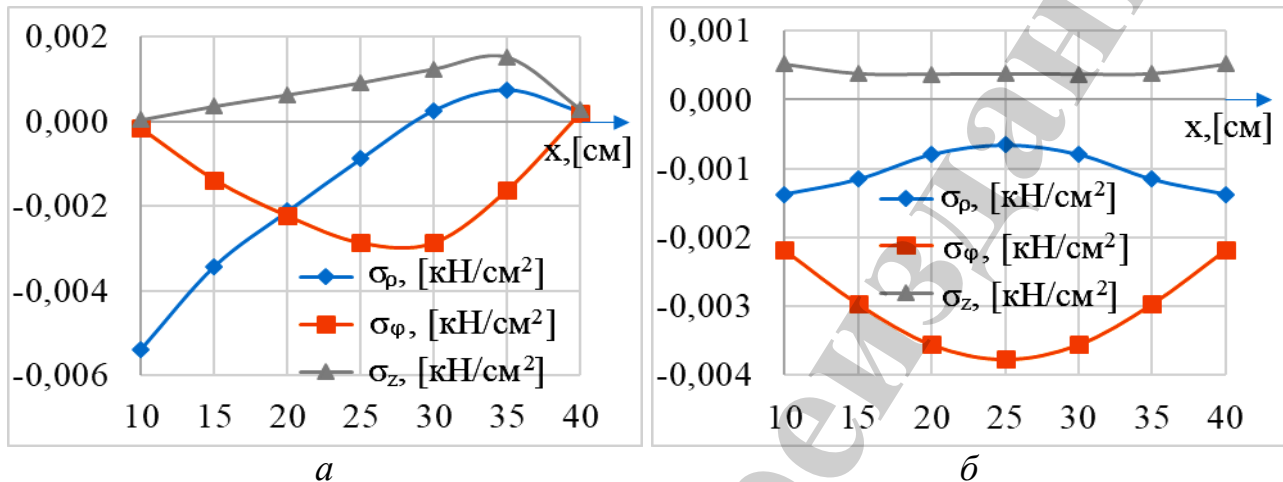 0,002
0,000
-0,002
-0,004
-0,006
x,[см]
σρ, [кН/см²]
σφ, [кН/см²]
σz, [кН/см²]
10 15 20 25 30 35 40
а
0,001
0,000
-0,001
-0,002
-0,003
-0,004
x,[см]
σρ, [кН/см²]
σφ, [кН/см²]
σz, [кН/см²]
10 15 20 25 30 35 40
б